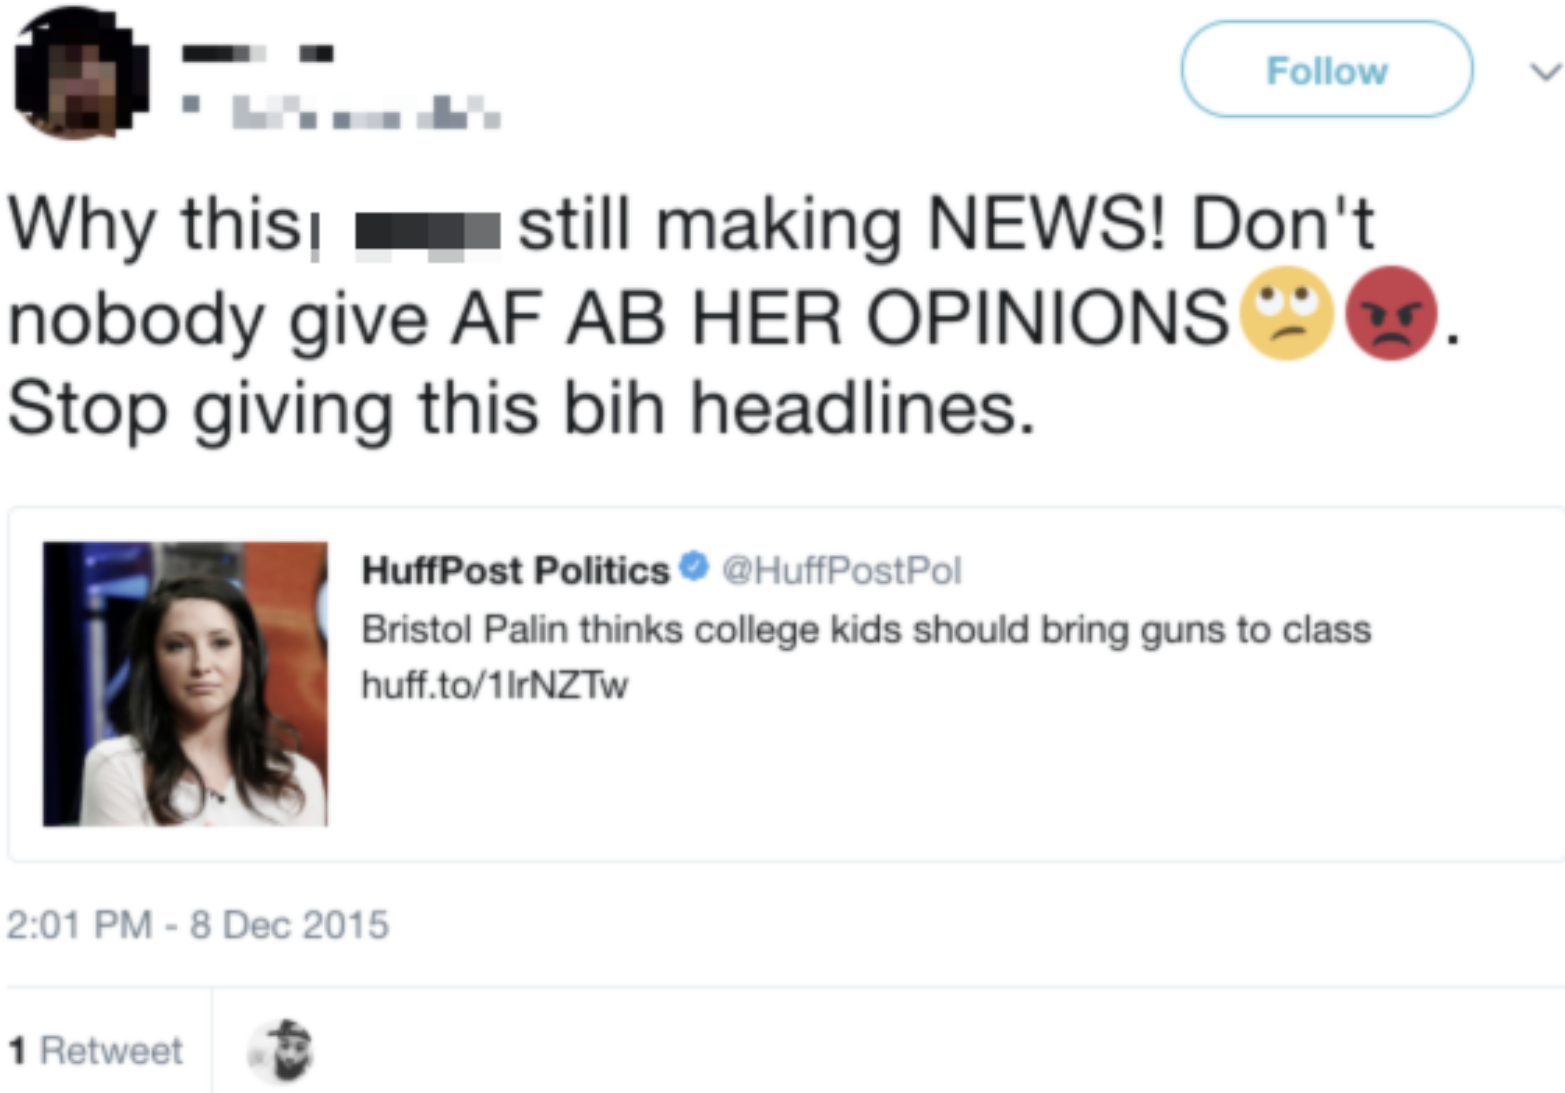 Follow
Why this still making NEWS! Don't
nobody give AF AB HER OPINIONS🙄😡.
Stop giving this bih headlines.
HuffPost Politics @HuffPostPol
Bristol Palin thinks college kids should bring guns to class
huff.to/1lrNZTw
2:01 PM - 8 Dec 2015
1 Retweet